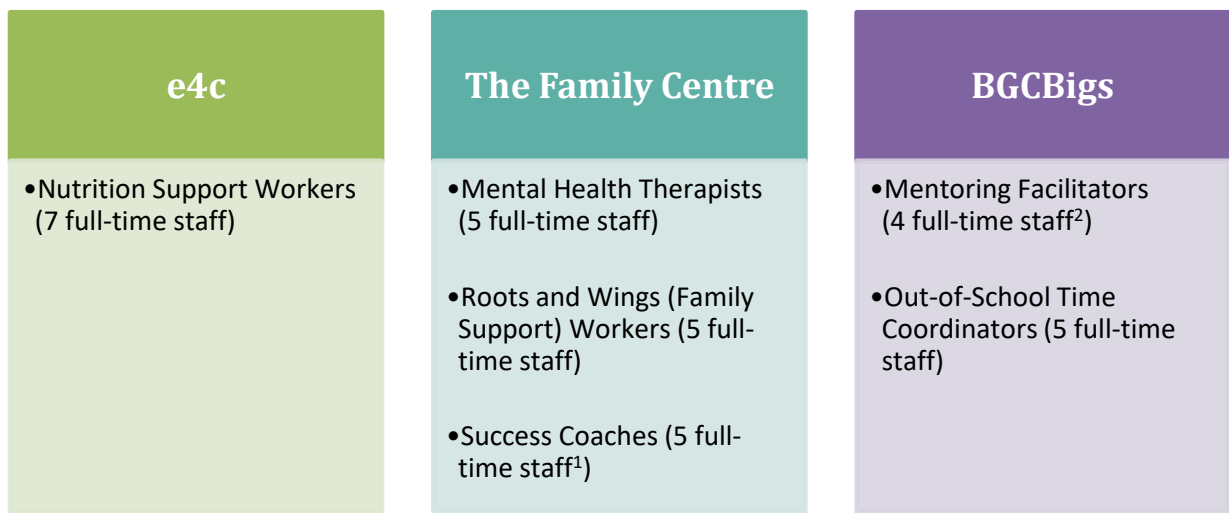 e4c
•Nutrition Support Workers
(7 full-time staff)
The Family Centre
•Mental Health Therapists
(5 full-time staff)
•Roots and Wings (Family
Support) Workers (5 full-
time staff)
•Success Coaches (5 full-
time staff¹)
BGCBigs
•Mentoring Facilitators
(4 full-time staff²)
•Out-of-School Time
Coordinators (5 full-time
staff)